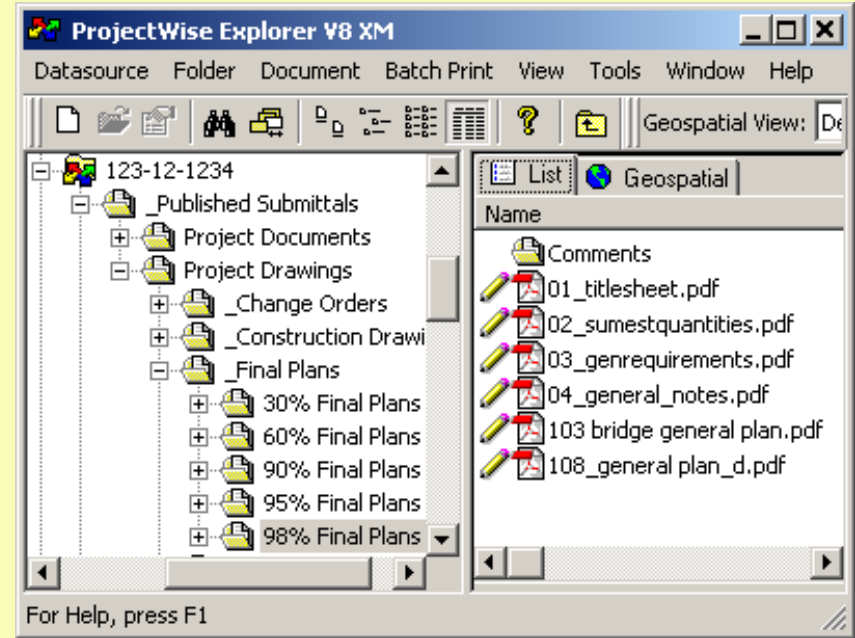 ProjectWise Explorer V8 XM
Datasource Folder Document Batch Print View Tools Window Help
Geospatial View: De
123-12-1234
_Published Submittals
Project Documents
Project Drawings
_Change Orders
_Construction Drawi
_Final Plans
30% Final Plans
60% Final Plans
90% Final Plans
95% Final Plans
98% Final Plans
List Geospatial
Name
Comments
01_titlesheet.pdf
02_sumestquantities.pdf
03_genrequirements.pdf
04_general_notes.pdf
103 bridge general plan.pdf
108_general plan_d.pdf
For Help, press F1